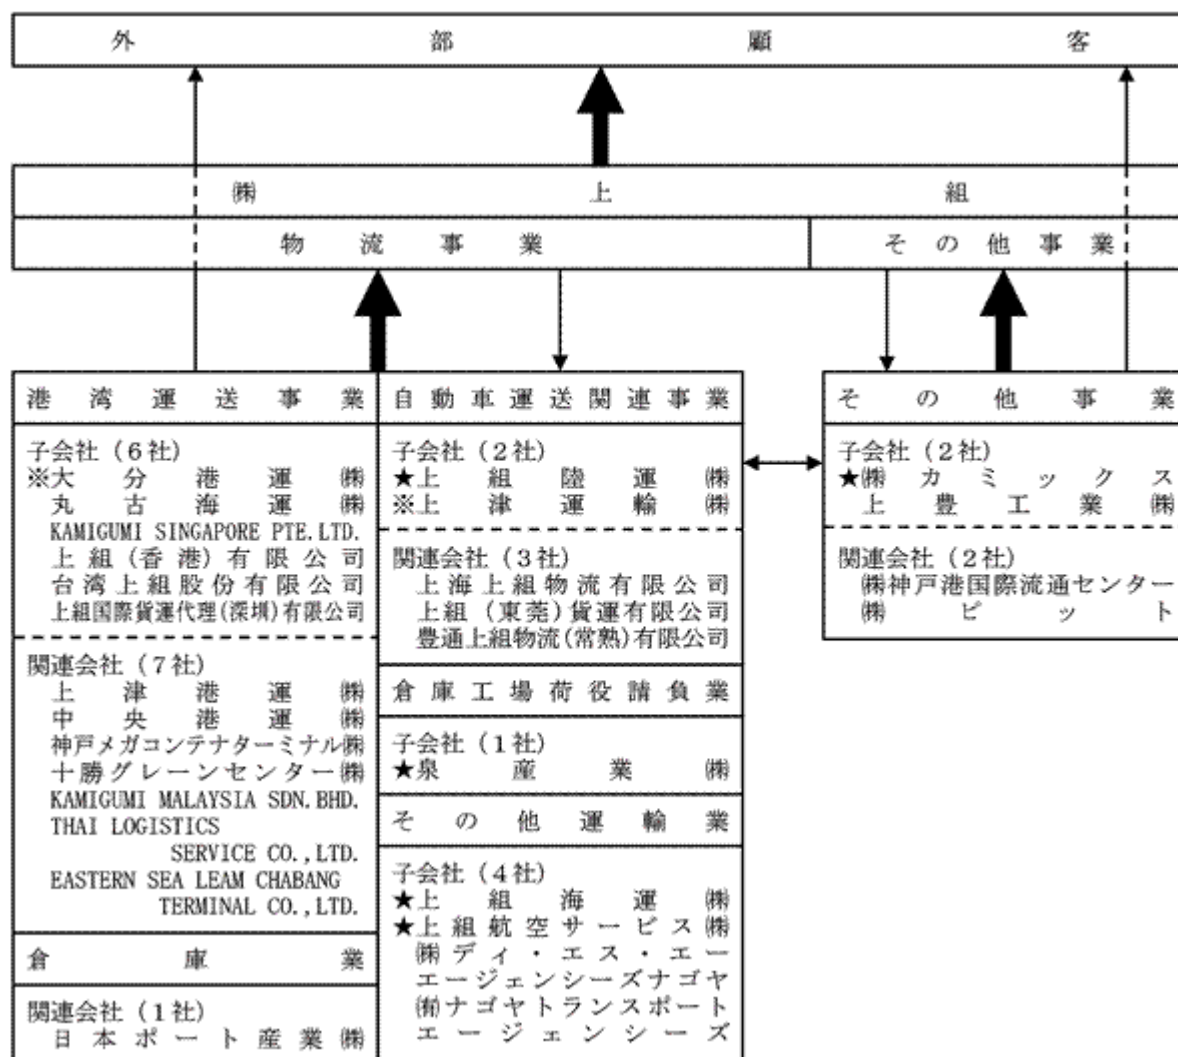 外部顧客
㈱上組
物流事業
その他事業
港湾運送事業
子会社(6社)
※大分港運㈱
丸古海運㈱
KAMIGUMI SINGAPORE PTE.LTD.
上組(香港)有限公司
台湾上組股份有限公司
上組国際貨運代理(深圳)有限公司
関連会社(7社)
上津港運㈱
中央港運㈱
神戸メガコンテナターミナル㈱
十勝グレーンセンター㈱
KAMIGUMI MALAYSIA SDN.BHD.
THAI LOGISTICS
SERVICE CO.,LTD.
EASTERN SEA LEAM CHABANG
TERMINAL CO.,LTD.
倉庫業
関連会社(1社)
日本ポート産業㈱
自動車運送関連事業
子会社(2社)
★上組陸運㈱
※上津運輸㈱
関連会社(3社)
上海上組物流有限公司
上組(東莞)貨運有限公司
豊通上組物流(常熟)有限公司
倉庫工場荷役請負業
子会社(1社)
★泉産業㈱
その他運輸業
子会社(4社)
★上組海運㈱
★上組航空サービス㈱
㈱ディ・エス・エー
エージェンシーズナゴヤ
㈲ナゴヤトランスポート
エージェンシーズ
その他事業
子会社(2社)
★㈱カミックス
上豊工業㈱
関連会社(2社)
㈱神戸港国際流通センター
㈱ピット